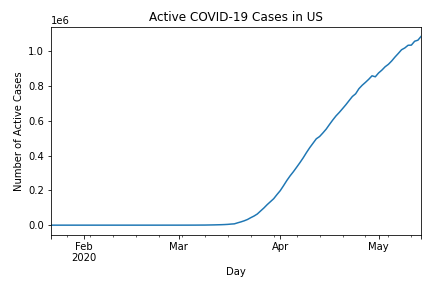 Active COVID-19 Cases in US
1e6
1.0
0.8
0.6
0.4
0.2
0.0
Number of Active Cases
Feb
2020
Mar
Apr
May
Day